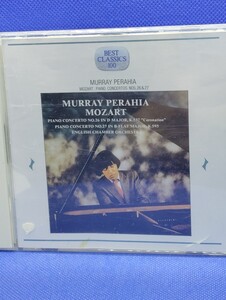 BEST
CLASSICS
100
MURRAY PERAHIA
MOZART: PIANO CONCERTOS NOS. 26 & 27
MURRAY PERAHIA
MOZART
PIANO CONCERTO NO.26 IN D MAJOR, K.537 "Coronation"
PIANO CONCERTO NO.27 IN B FLAT MAJOR, K.595
ENGLISH CHAMBER ORCHESTRA